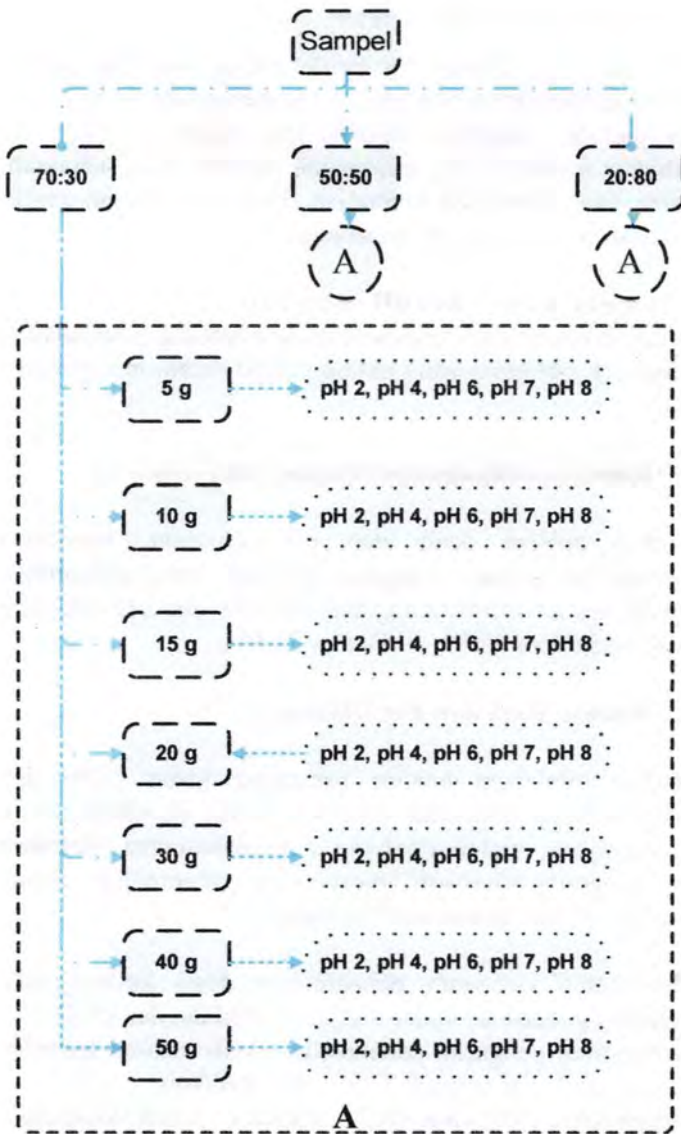 Sampel
70:30 50:50 20:80
A A
5 g pH 2, pH 4, pH 6, pH 7, pH 8
10 g pH 2, pH 4, pH 6, pH 7, pH 8
15 g pH 2, pH 4, pH 6, pH 7, pH 8
20 g pH 2, pH 4, pH 6, pH 7, pH 8
30 g pH 2, pH 4, pH 6, pH 7, pH 8
40 g pH 2, pH 4, pH 6, pH 7, pH 8
50 g pH 2, pH 4, pH 6, pH 7, pH 8
A